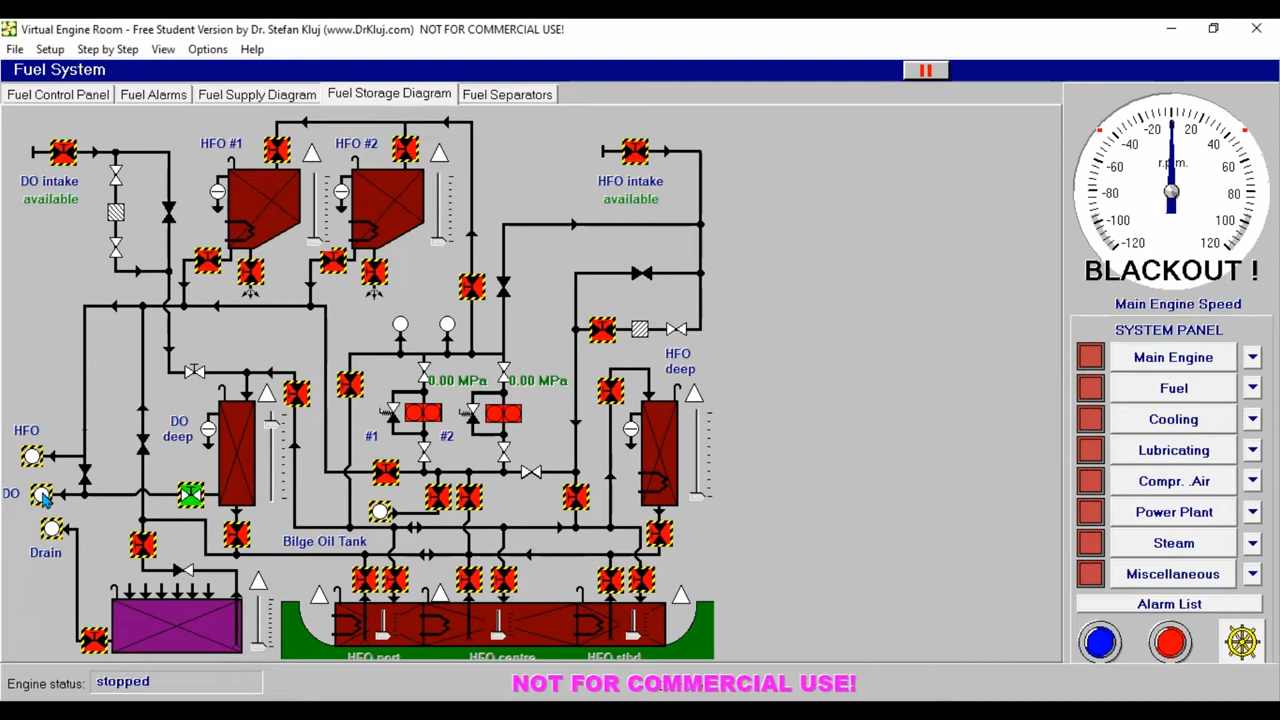 Virtual Engine Room - Free Student Version by Dr. Stefan Kluj (www.DrKluj.com)  NOT FOR COMMERCIAL USE!
File Setup Step by Step View Options Help
Fuel System
Fuel Control Panel Fuel Alarms Fuel Supply Diagram Fuel Storage Diagram Fuel Separators
HFO #1
HFO #2
DO intake
available
HFO intake
available
HFO
deep
0.00 MPa
0.00 MPa
DO
deep
#1
#2
HFO
DO
Drain
Bilge Oil Tank
HFO port
HFO centre
HFO stbd
-20 20
-40 40
-60 r.p.m. 60
-80 80
-100 100
-120 120
BLACKOUT !
Main Engine Speed
SYSTEM PANEL
Main Engine
Fuel
Cooling
Lubricating
Compr. .Air
Power Plant
Steam
Miscellaneous
Alarm List
Engine status: stopped
NOT FOR COMMERCIAL USE!